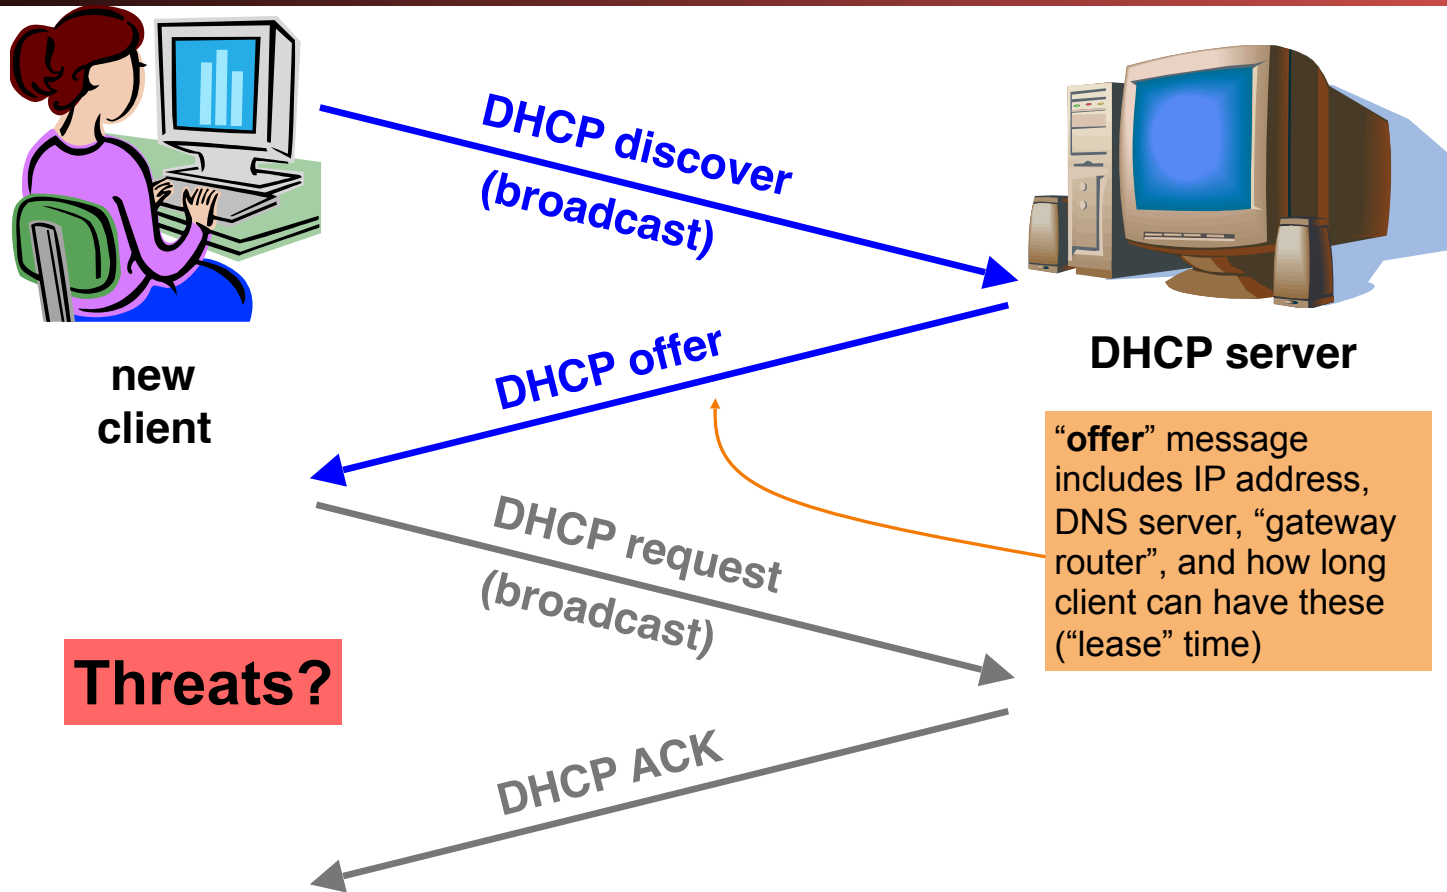 DHCP discover
(broadcast)
DHCP offer
DHCP server
new
client
“offer” message
includes IP address,
DNS server, “gateway
router”, and how long
client can have these
(“lease” time)
DHCP request
(broadcast)
Threats?
DHCP ACK